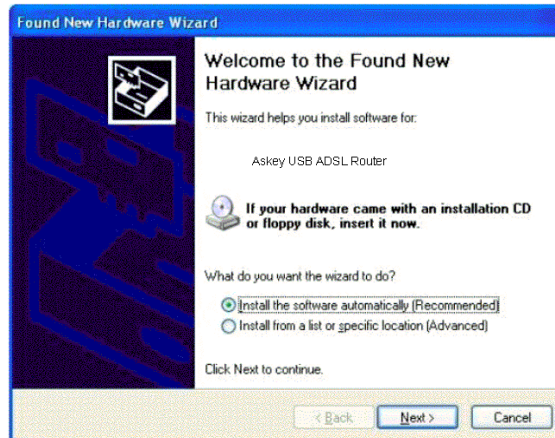 Found New Hardware Wizard
Welcome to the Found New
Hardware Wizard
This wizard helps you install software for:
Askey USB ADSL Router
If your hardware came with an installation CD
or floppy disk, insert it now.
What do you want the wizard to do?
Install the software automatically (Recommended)
Install from a list or specific location (Advanced)
Click Next to continue.
< Back
Next >
Cancel